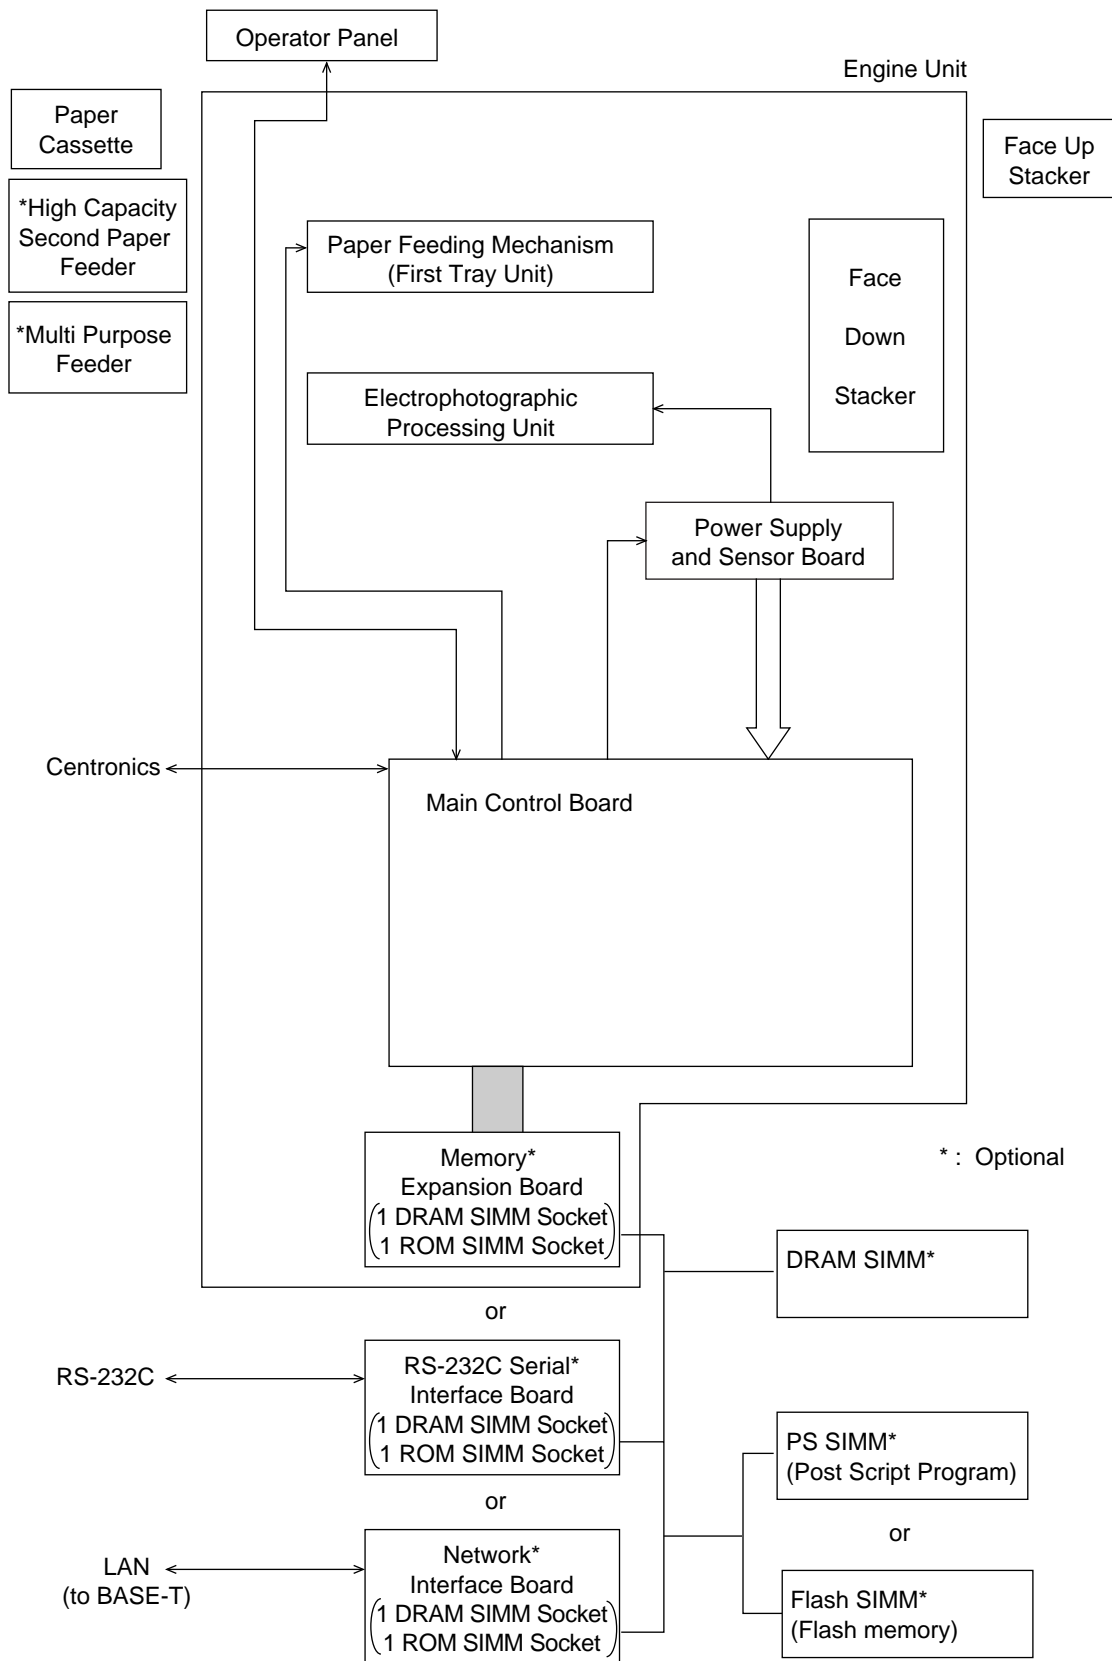 Operator Panel
Engine Unit
Paper
Cassette
Face Up
Stacker
*High Capacity
Second Paper
Feeder
Paper Feeding Mechanism
(First Tray Unit)
Face
Down
Stacker
*Multi Purpose
Feeder
Electrophotographic
Processing Unit
Power Supply
and Sensor Board
Centronics
Main Control Board
Memory*
Expansion Board
(1 DRAM SIMM Socket
1 ROM SIMM Socket)
* : Optional
DRAM SIMM*
or
RS-232C
RS-232C Serial*
Interface Board
(1 DRAM SIMM Socket
1 ROM SIMM Socket)
PS SIMM*
(Post Script Program)
or
or
LAN
(to BASE-T)
Network*
Interface Board
(1 DRAM SIMM Socket
1 ROM SIMM Socket)
Flash SIMM*
(Flash memory)